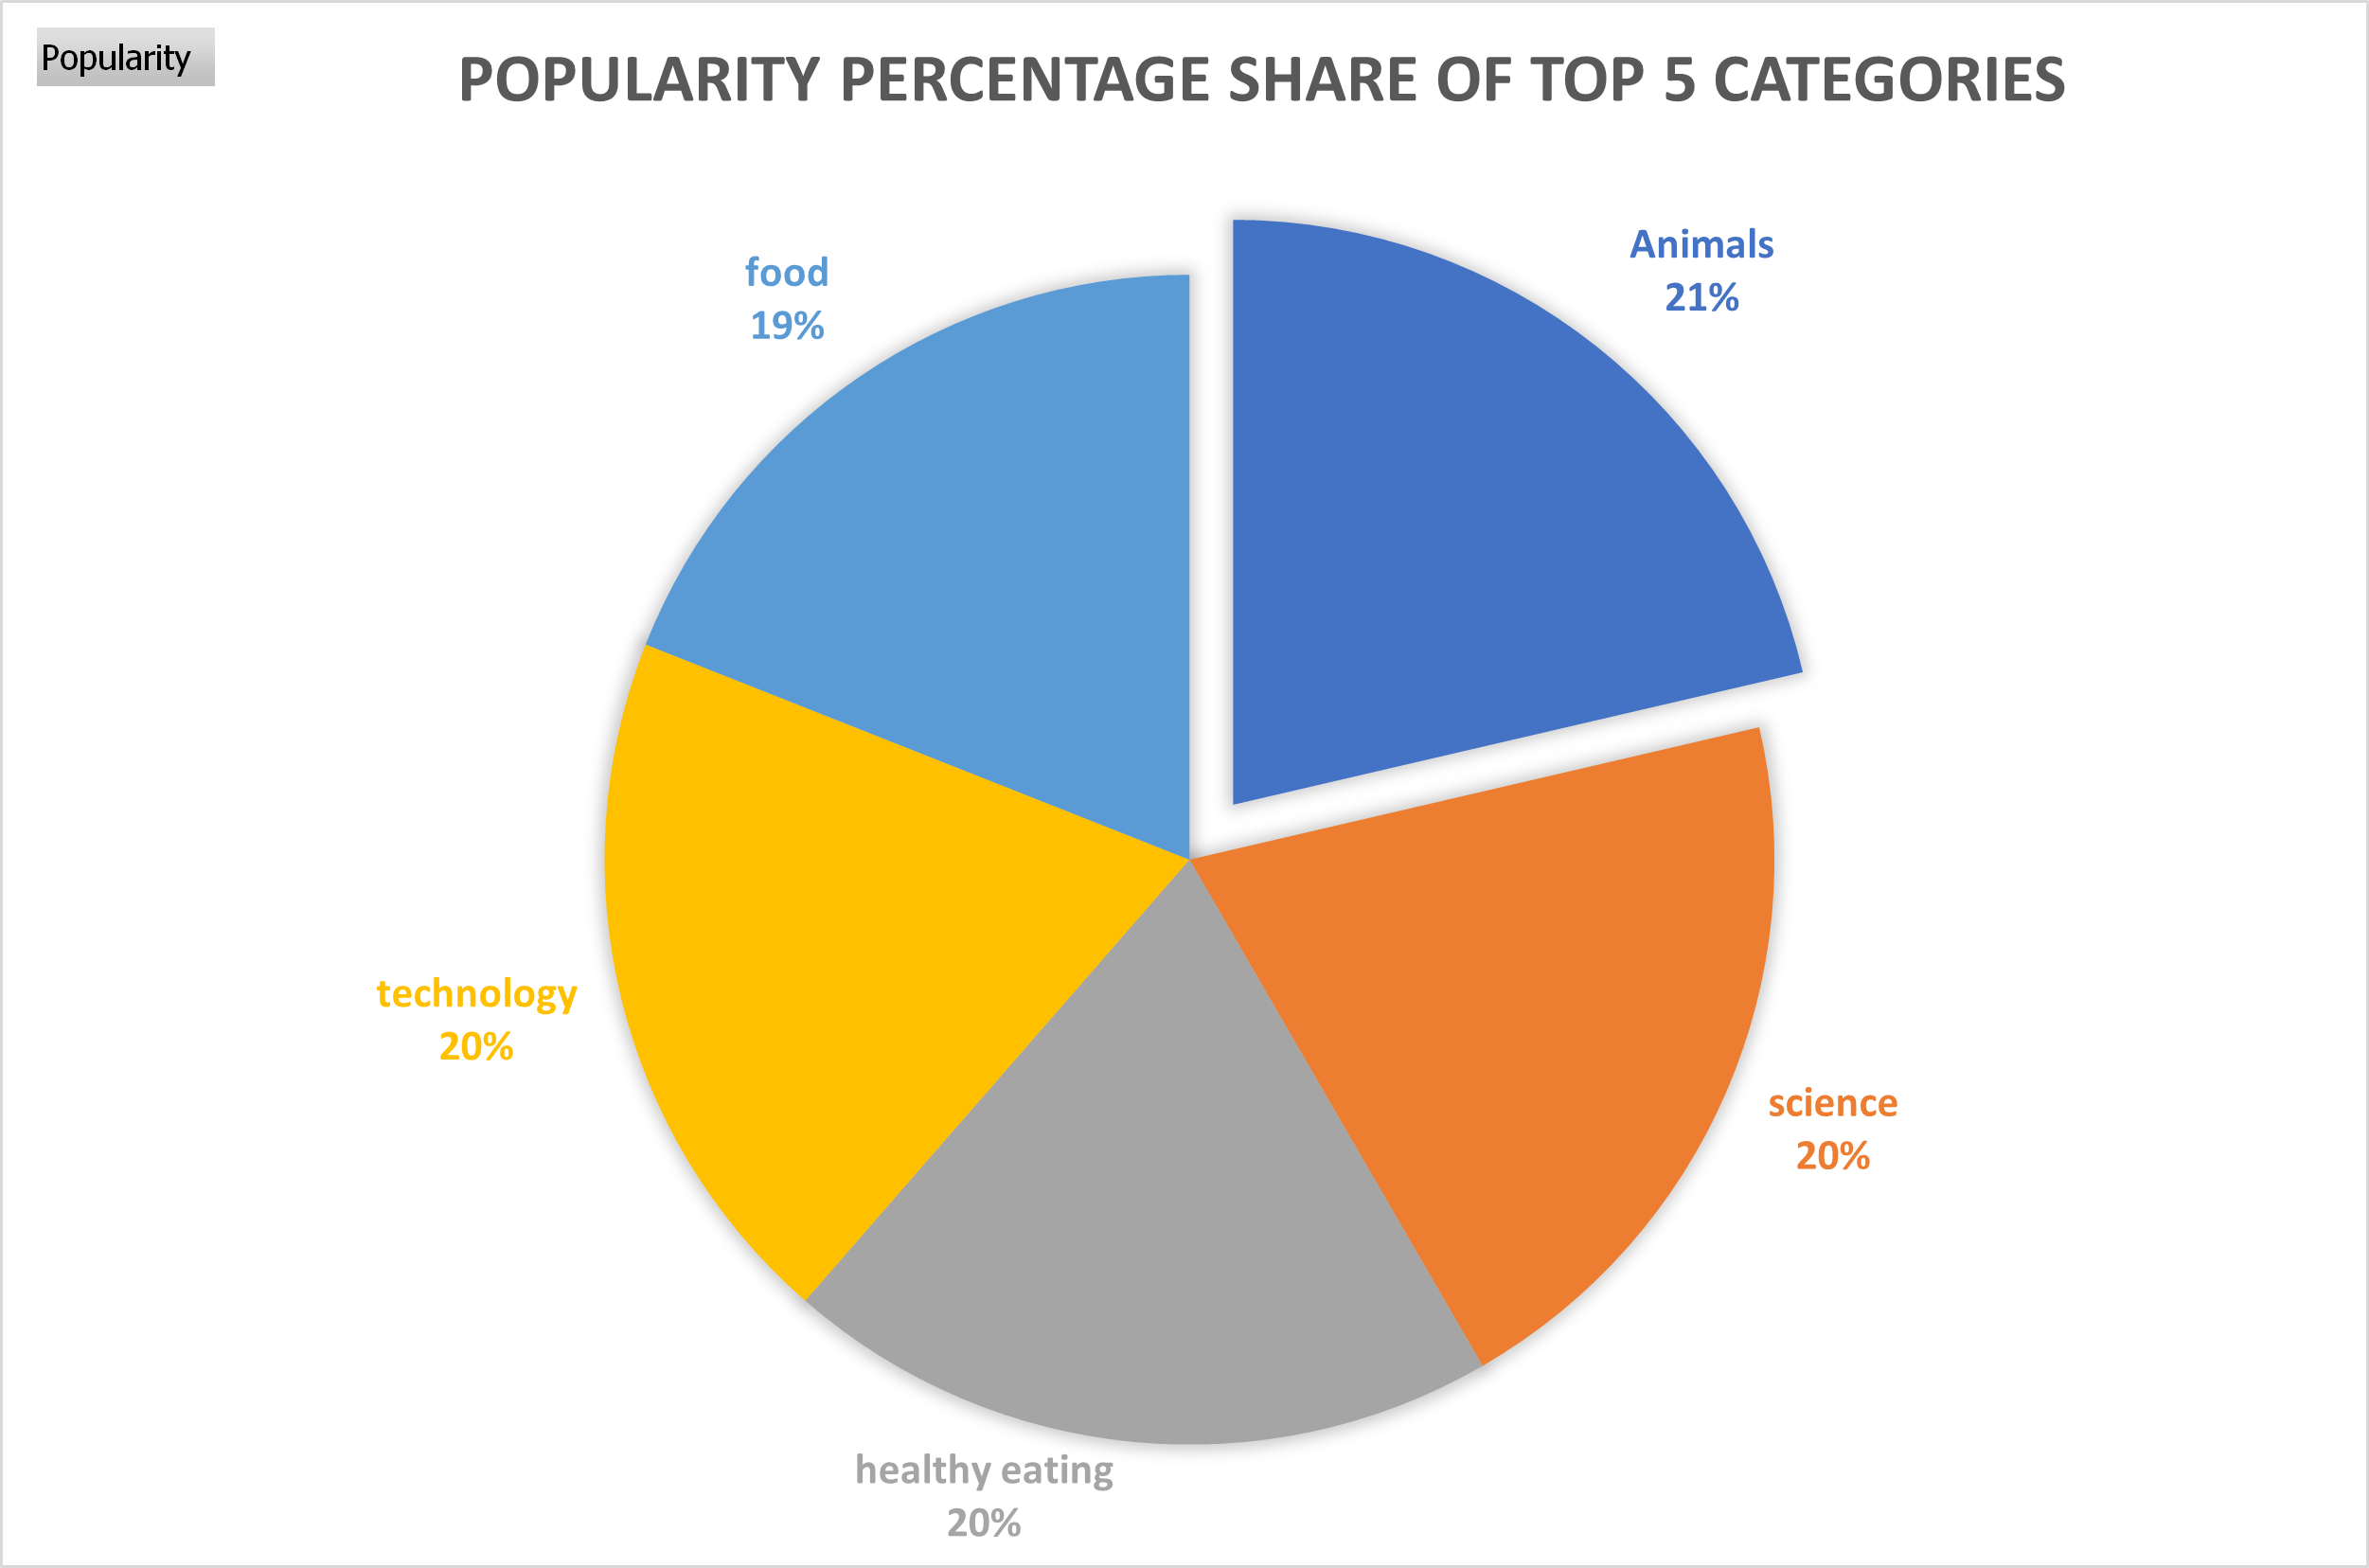 Popularity
POPULARITY PERCENTAGE SHARE OF TOP 5 CATEGORIES
Animals
21%
food
19%
technology
20%
science
20%
healthy eating
20%